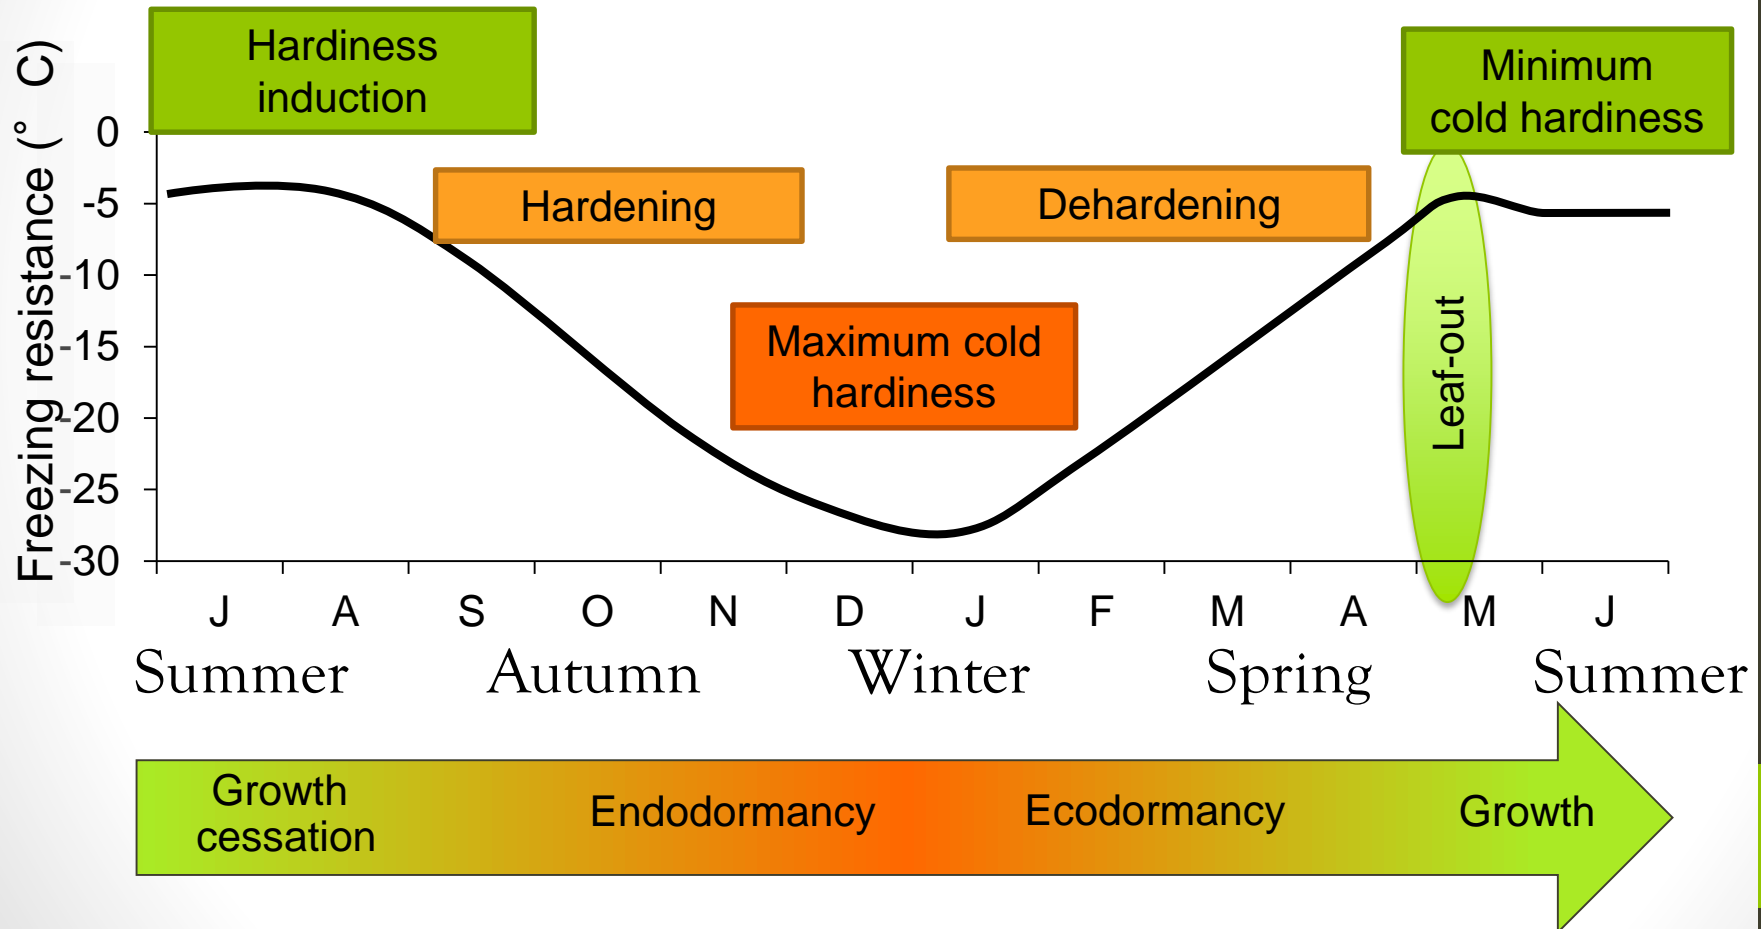 Hardiness
induction
Minimum
cold hardiness
Freezing resistance (° C)
0
-5
-10
-15
-20
-25
-30
Hardening
Dehardening
Maximum cold
hardiness
Leaf-out
J A S O N D J F M A M J
Summer Autumn Winter Spring Summer
Growth
cessation
Endodormancy
Ecodormancy
Growth